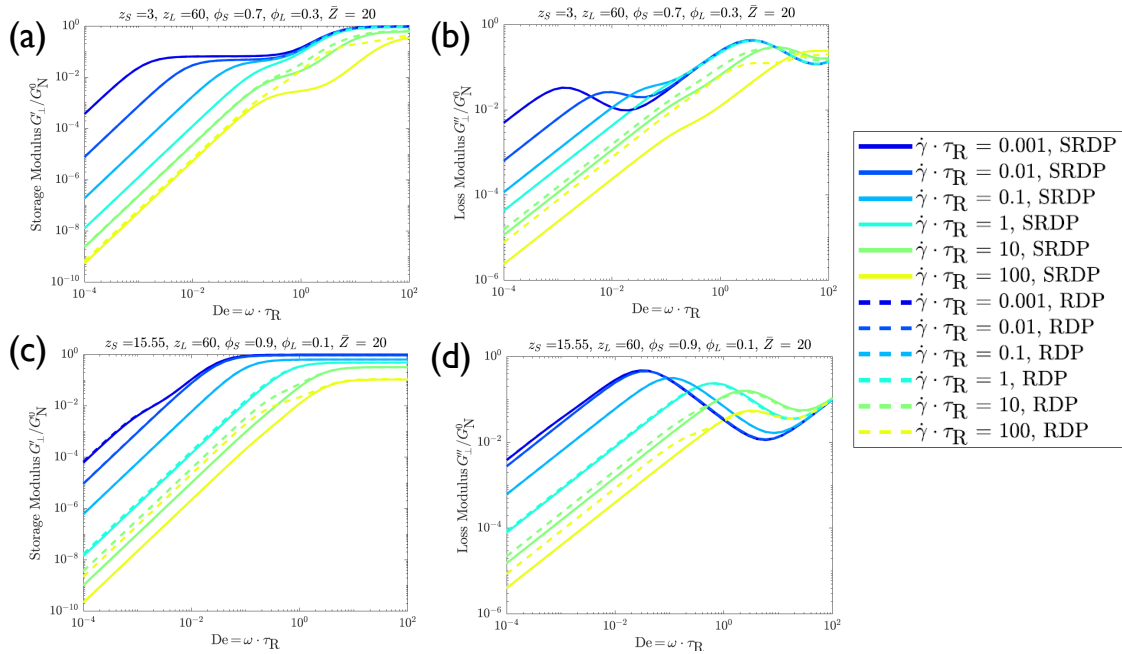 (a)
z_S =3, z_L =60, ϕ_S =0.7, ϕ_L =0.3, Z̄ = 20
Storage Modulus G′_⊥/G_N^0
10^0
10^-2
10^-4
10^-6
10^-8
10^-10
10^-4
10^-2
10^0
10^2
De = ω · τ_R
(b)
z_S =3, z_L =60, ϕ_S =0.7, ϕ_L =0.3, Z̄ = 20
Loss Modulus G″_⊥/G_N^0
10^0
10^-2
10^-4
10^-6
10^-4
10^-2
10^0
10^2
De = ω · τ_R
(c)
z_S =15.55, z_L =60, ϕ_S =0.9, ϕ_L =0.1, Z̄ = 20
Storage Modulus G′_⊥/G_N^0
10^0
10^-2
10^-4
10^-6
10^-8
10^-10
10^-4
10^-2
10^0
10^2
De = ω · τ_R
(d)
z_S =15.55, z_L =60, ϕ_S =0.9, ϕ_L =0.1, Z̄ = 20
Loss Modulus G″_⊥/G_N^0
10^0
10^-2
10^-4
10^-6
10^-4
10^-2
10^0
10^2
De = ω · τ_R
γ̇ · τ_R = 0.001, SRDP
γ̇ · τ_R = 0.01, SRDP
γ̇ · τ_R = 0.1, SRDP
γ̇ · τ_R = 1, SRDP
γ̇ · τ_R = 10, SRDP
γ̇ · τ_R = 100, SRDP
γ̇ · τ_R = 0.001, RDP
γ̇ · τ_R = 0.01, RDP
γ̇ · τ_R = 0.1, RDP
γ̇ · τ_R = 1, RDP
γ̇ · τ_R = 10, RDP
γ̇ · τ_R = 100, RDP